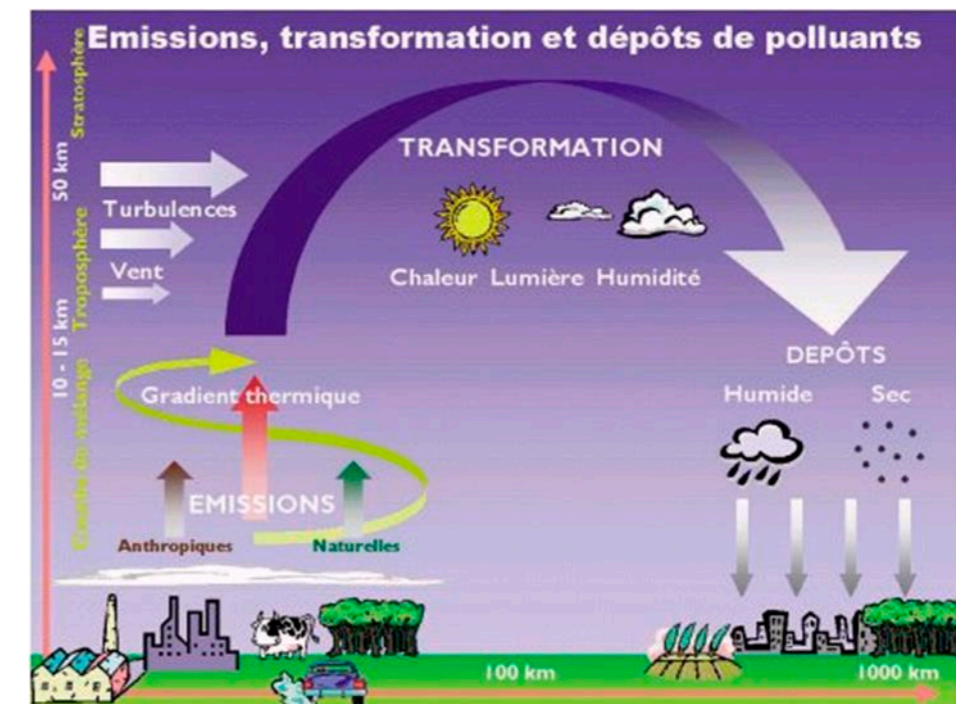 Emissions, transformation et dépôts de polluants
Stratosphère
50 km
Troposphère
10 - 15 km
Couche de mélange
Turbulences
Vent
TRANSFORMATION
Chaleur Lumière Humidité
Gradient thermique
EMISSIONS
Anthropiques
Naturelles
DEPÔTS
Humide
Sec
100 km
1000 km